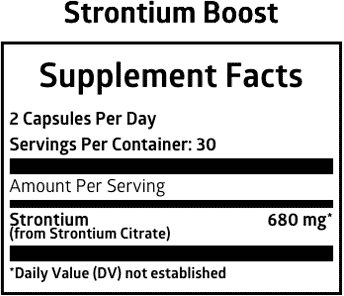 Strontium Boost
Supplement Facts
2 Capsules Per Day
Servings Per Container: 30
Amount Per Serving
Strontium 680 mg*
(from Strontium Citrate)
*Daily Value (DV) not established